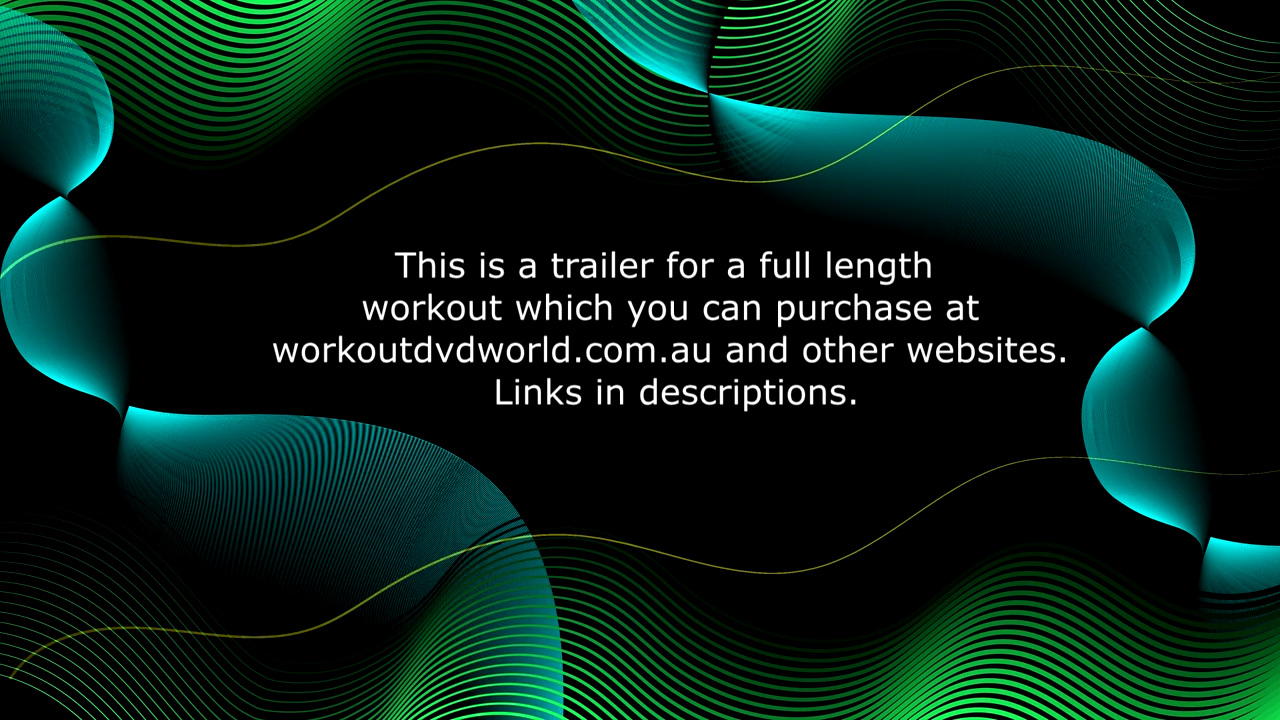 This is a trailer for a full length
workout which you can purchase at
workoutdvdworld.com.au and other websites.
Links in descriptions.